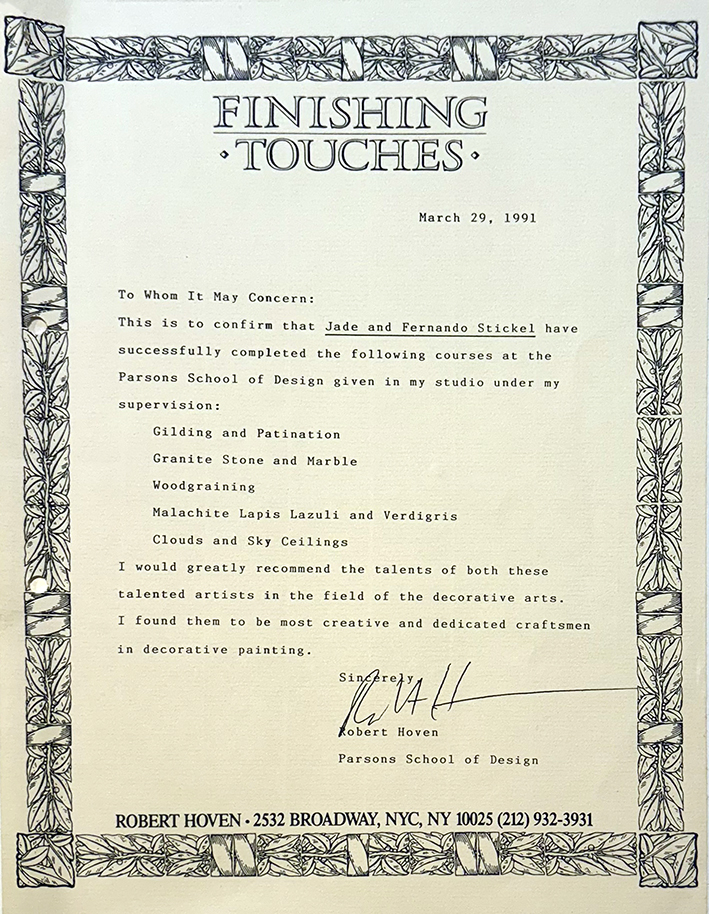 FINISHING
· TOUCHES ·
March 29, 1991
To Whom It May Concern:
This is to confirm that Jade and Fernando Stickel have
successfully completed the following courses at the
Parsons School of Design given in my studio under my
supervision:
Gilding and Patination
Granite Stone and Marble
Woodgraining
Malachite Lapis Lazuli and Verdigris
Clouds and Sky Ceilings
I would greatly recommend the talents of both these
talented artists in the field of the decorative arts.
I found them to be most creative and dedicated craftsmen
in decorative painting.
Sincerely
Robert Hoven
Parsons School of Design
ROBERT HOVEN · 2532 BROADWAY, NYC, NY 10025 (212) 932-3931